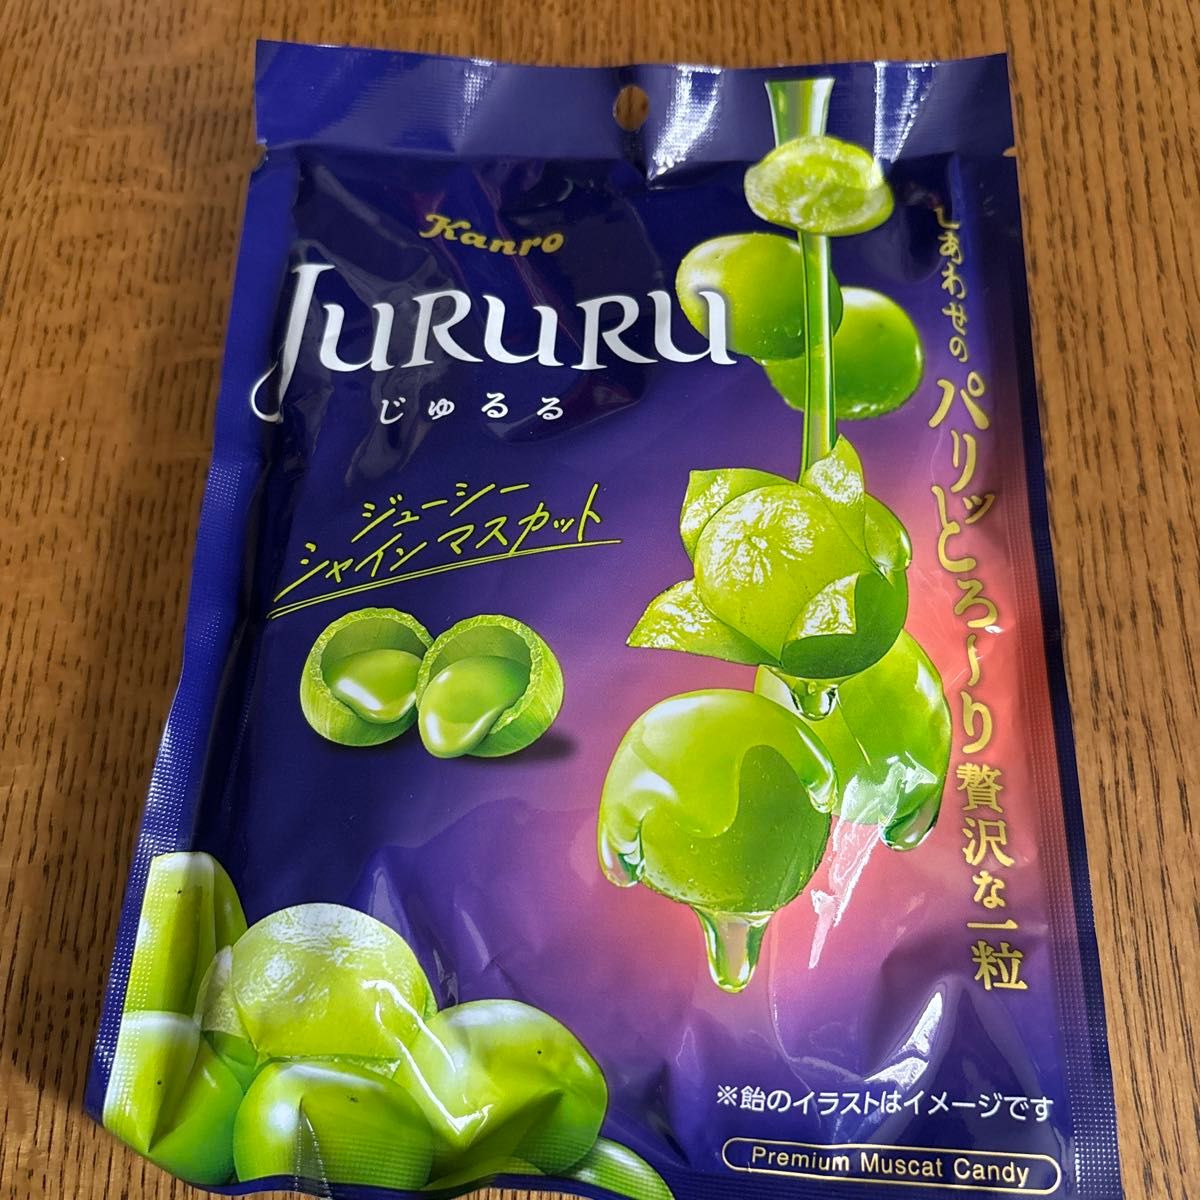 Kanro
JURURU
じゅるる
ジューシー
シャインマスカット
しあわせのパリッとろ〜り贅沢な一粒
※飴のイラストはイメージです
Premium Muscat Candy